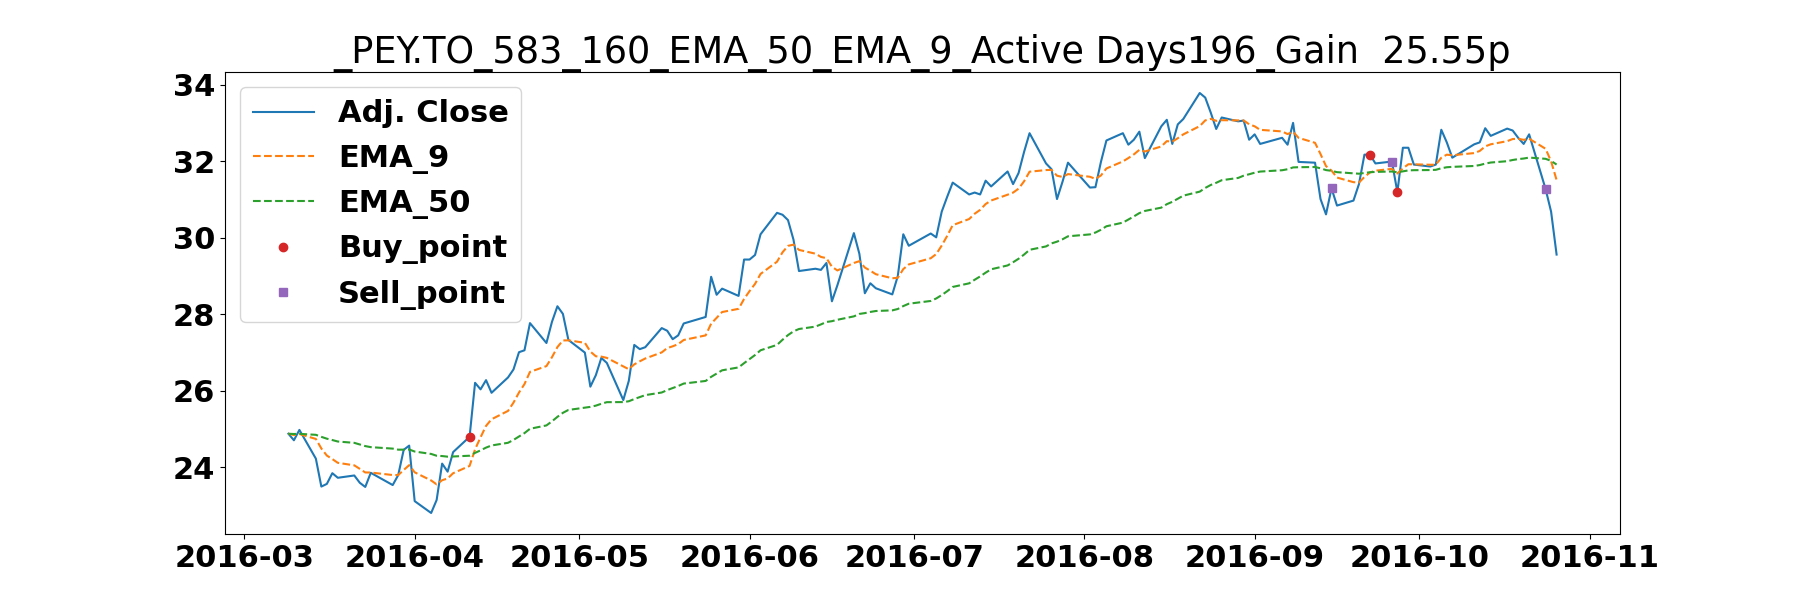 _PEY.TO_583_160_EMA_50_EMA_9_Active Days196_Gain  25.55p
34
32
30
28
26
24
Adj. Close
EMA_9
EMA_50
Buy_point
Sell_point
2016-03 2016-04 2016-05 2016-06 2016-07 2016-08 2016-09 2016-10 2016-11